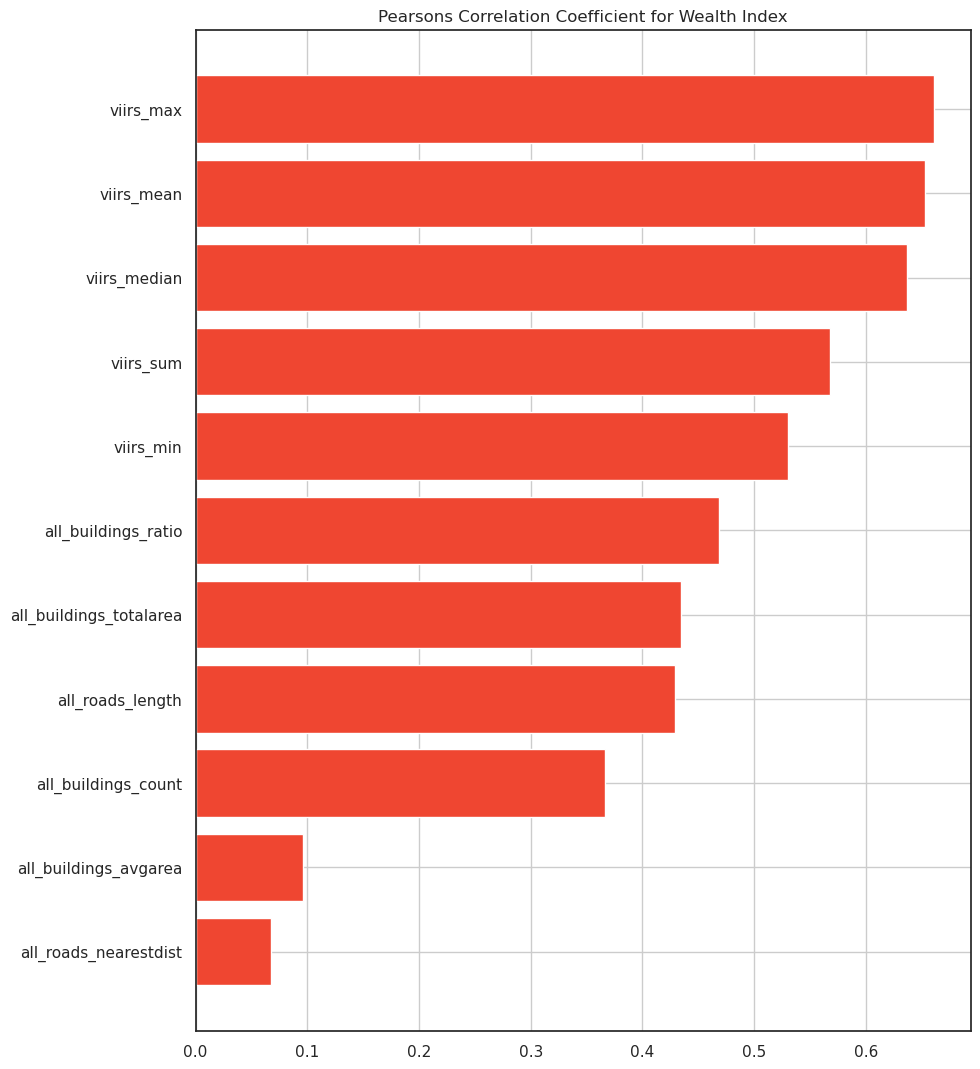 Pearsons Correlation Coefficient for Wealth Index
viirs_max
viirs_mean
viirs_median
viirs_sum
viirs_min
all_buildings_ratio
all_buildings_totalarea
all_roads_length
all_buildings_count
all_buildings_avgarea
all_roads_nearestdist
0.0 0.1 0.2 0.3 0.4 0.5 0.6